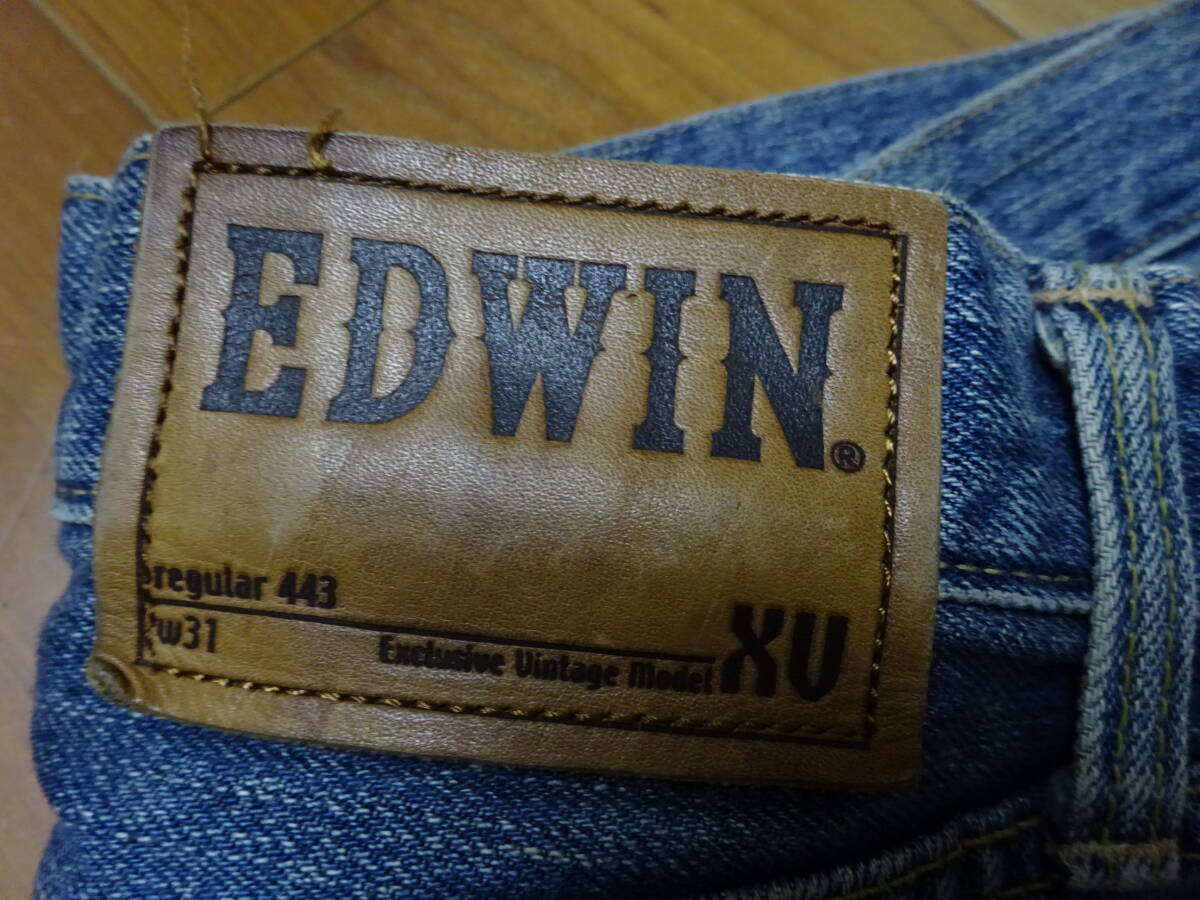 EDWIN®
regular 443
w31
Exclusive Vintage Model XV